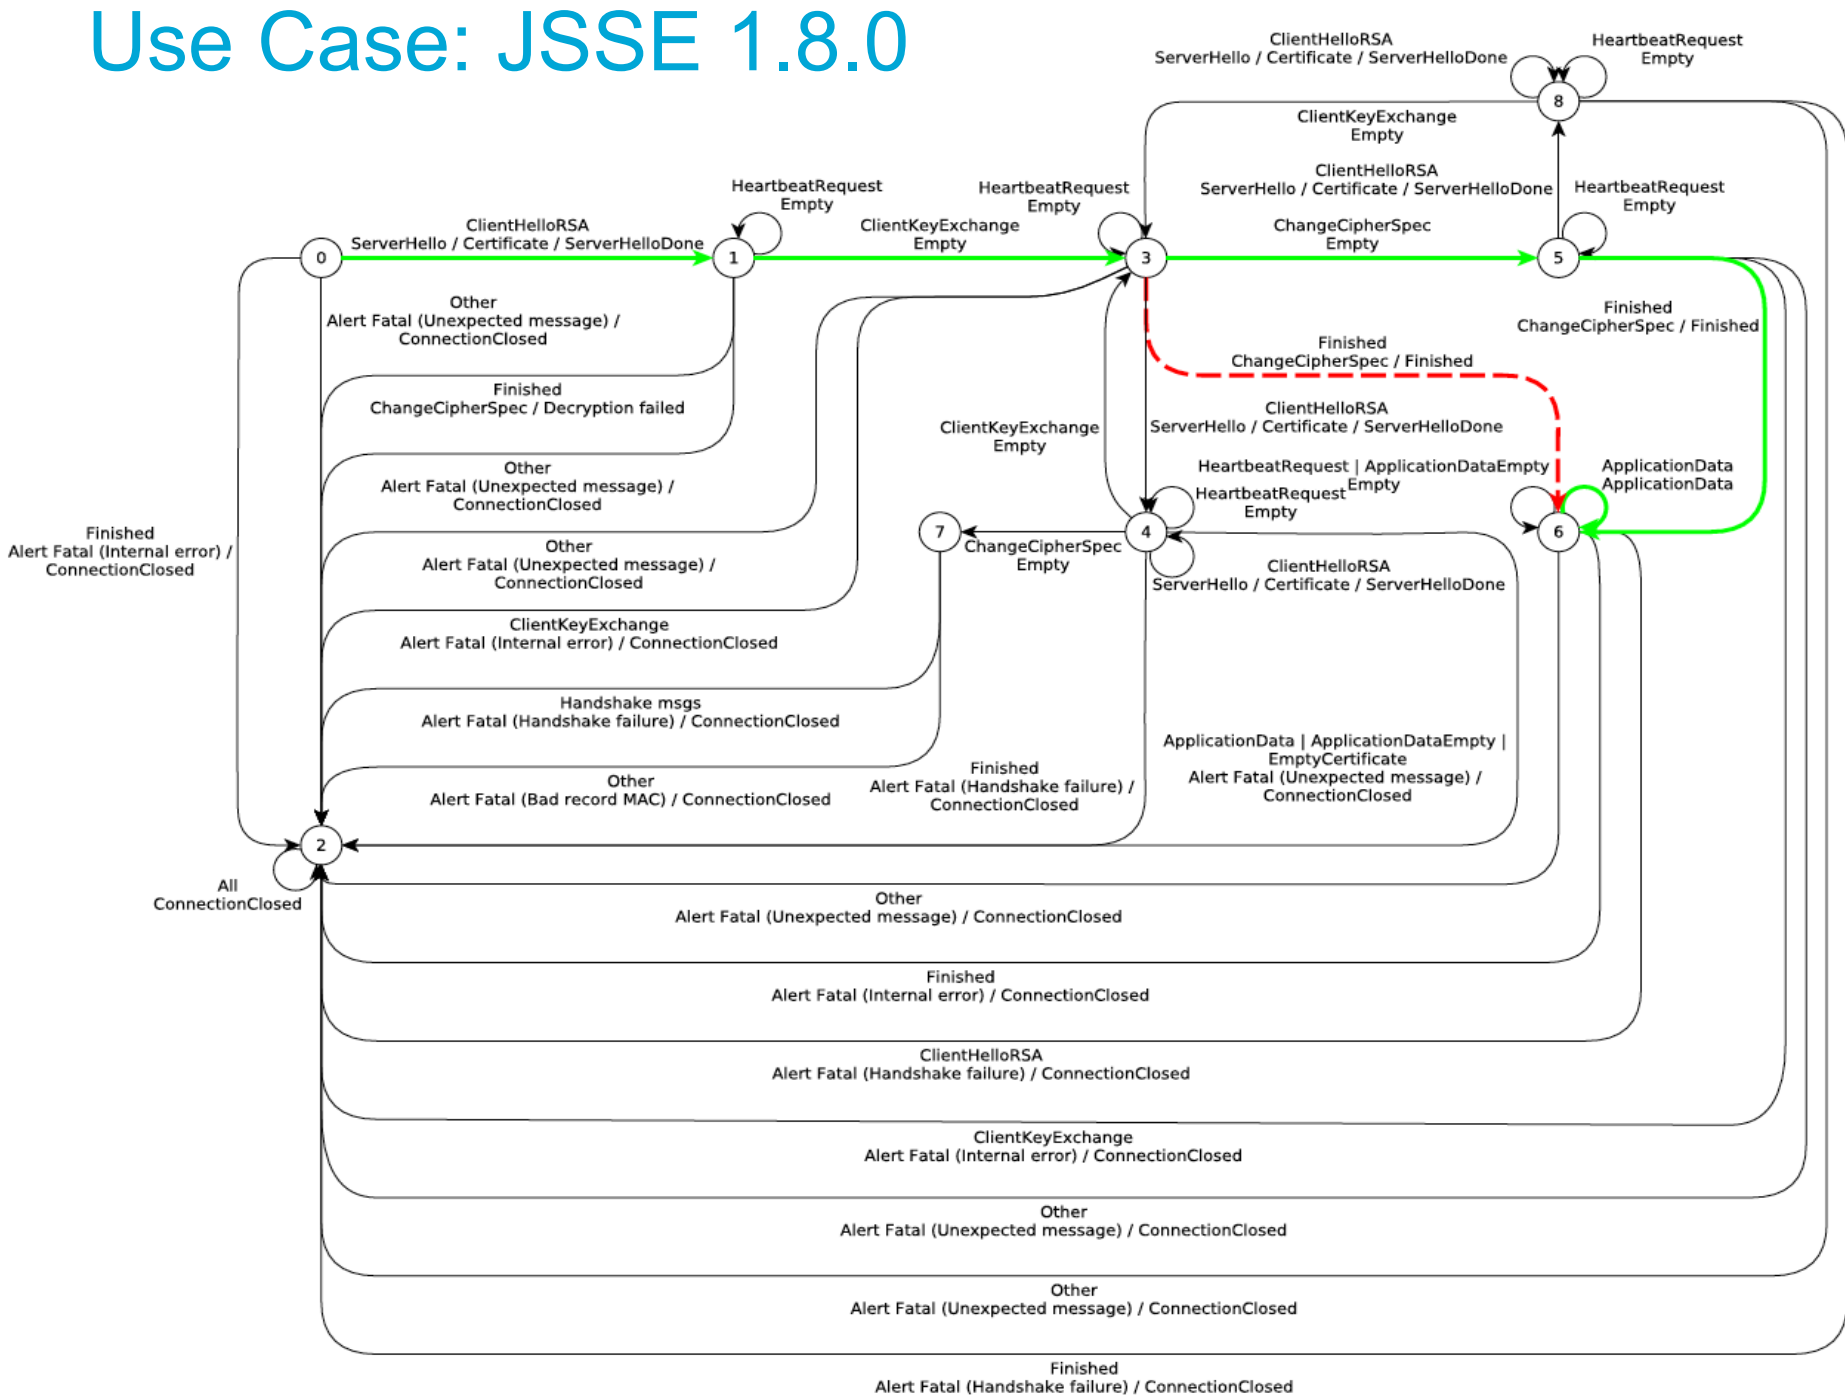 Use Case: JSSE 1.8.0
ClientHelloRSA
ServerHello / Certificate / ServerHelloDone
HeartbeatRequest
Empty
8
ClientKeyExchange
Empty
ClientHelloRSA
ServerHello / Certificate / ServerHelloDone
HeartbeatRequest
Empty
HeartbeatRequest
Empty
HeartbeatRequest
Empty
ClientHelloRSA
ServerHello / Certificate / ServerHelloDone
ClientKeyExchange
Empty
ChangeCipherSpec
Empty
0
1
3
5
Other
Alert Fatal (Unexpected message) /
ConnectionClosed
Finished
ChangeCipherSpec / Finished
Finished
ChangeCipherSpec / Finished
Finished
ChangeCipherSpec / Decryption failed
ClientKeyExchange
Empty
ClientHelloRSA
ServerHello / Certificate / ServerHelloDone
Other
Alert Fatal (Unexpected message) /
ConnectionClosed
HeartbeatRequest | ApplicationDataEmpty
Empty
HeartbeatRequest
Empty
ApplicationData
ApplicationData
Finished
Alert Fatal (Internal error) /
ConnectionClosed
Other
Alert Fatal (Unexpected message) /
ConnectionClosed
7
4
6
ChangeCipherSpec
Empty
ClientHelloRSA
ServerHello / Certificate / ServerHelloDone
ClientKeyExchange
Alert Fatal (Internal error) / ConnectionClosed
Handshake msgs
Alert Fatal (Handshake failure) / ConnectionClosed
Other
Alert Fatal (Bad record MAC) / ConnectionClosed
Finished
Alert Fatal (Handshake failure) /
ConnectionClosed
ApplicationData | ApplicationDataEmpty |
EmptyCertificate
Alert Fatal (Unexpected message) /
ConnectionClosed
2
All
ConnectionClosed
Other
Alert Fatal (Unexpected message) / ConnectionClosed
Finished
Alert Fatal (Internal error) / ConnectionClosed
ClientHelloRSA
Alert Fatal (Handshake failure) / ConnectionClosed
ClientKeyExchange
Alert Fatal (Internal error) / ConnectionClosed
Other
Alert Fatal (Unexpected message) / ConnectionClosed
Other
Alert Fatal (Unexpected message) / ConnectionClosed
Finished
Alert Fatal (Handshake failure) / ConnectionClosed